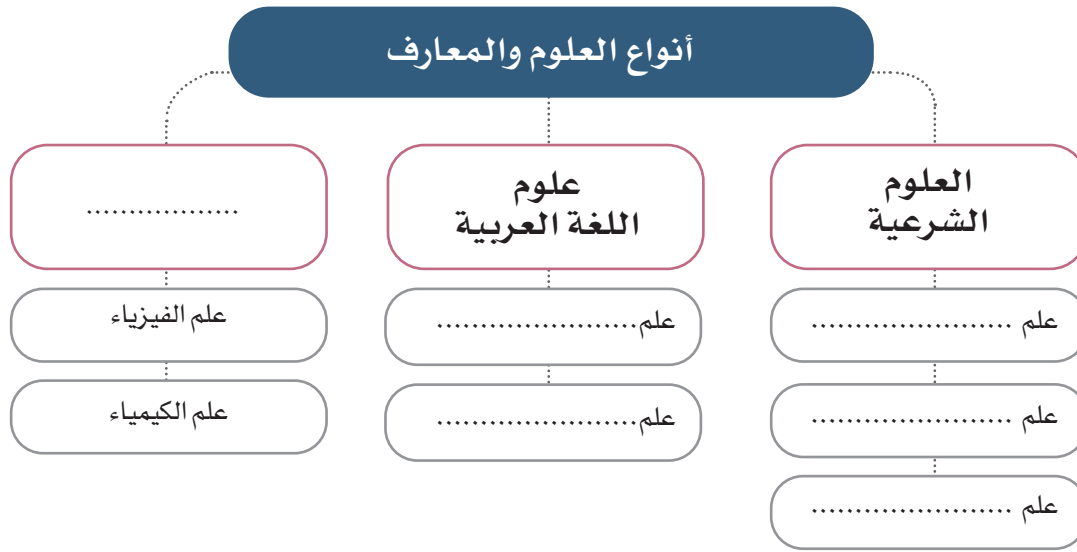 أنواع العلوم والمعارف
العلوم
الشرعية
علم .......................
علم .......................
علم .......................
علوم
اللغة العربية
علم.......................
علم.......................
..................
علم الفيزياء
علم الكيمياء